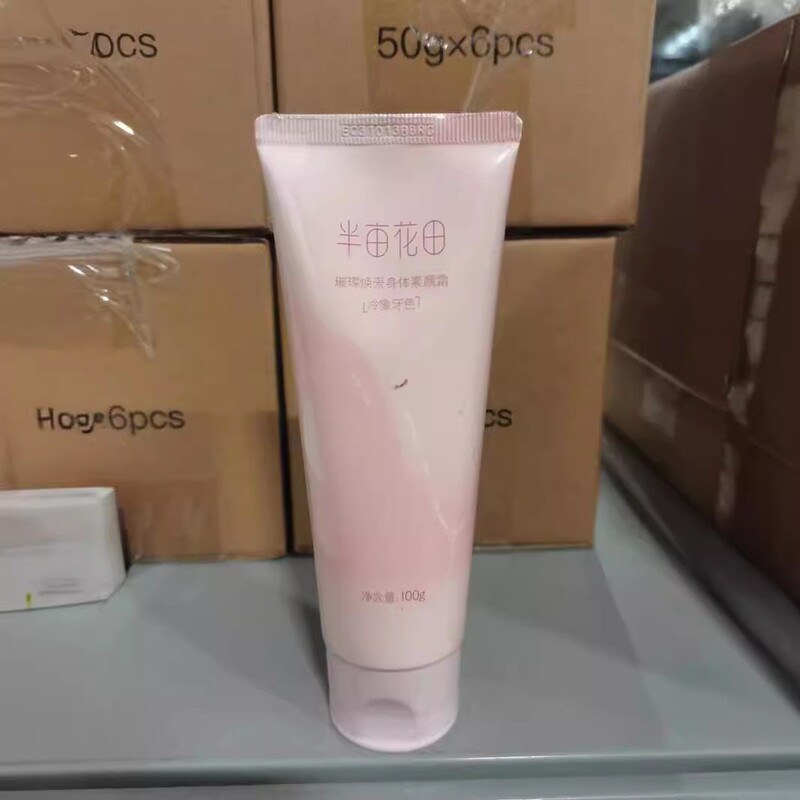 50g×6pcs
半亩花田
璀璨焕亮身体素颜霜
[冷象牙色]
6pcs
cs
净含量:100g